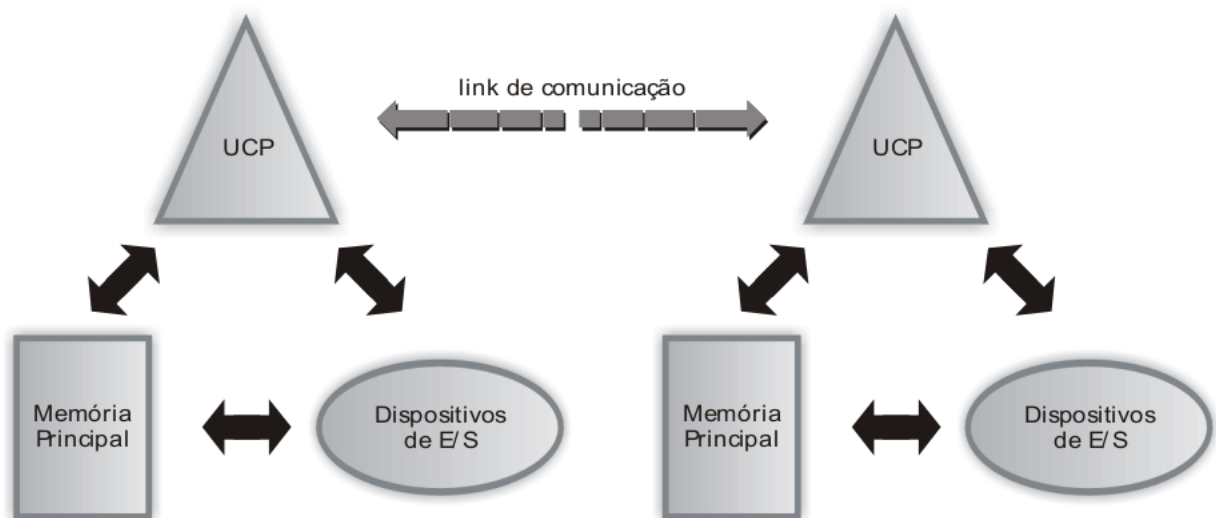 link de comunicação
UCP
UCP
Memória
Principal
Dispositivos
de E/S
Memória
Principal
Dispositivos
de E/S